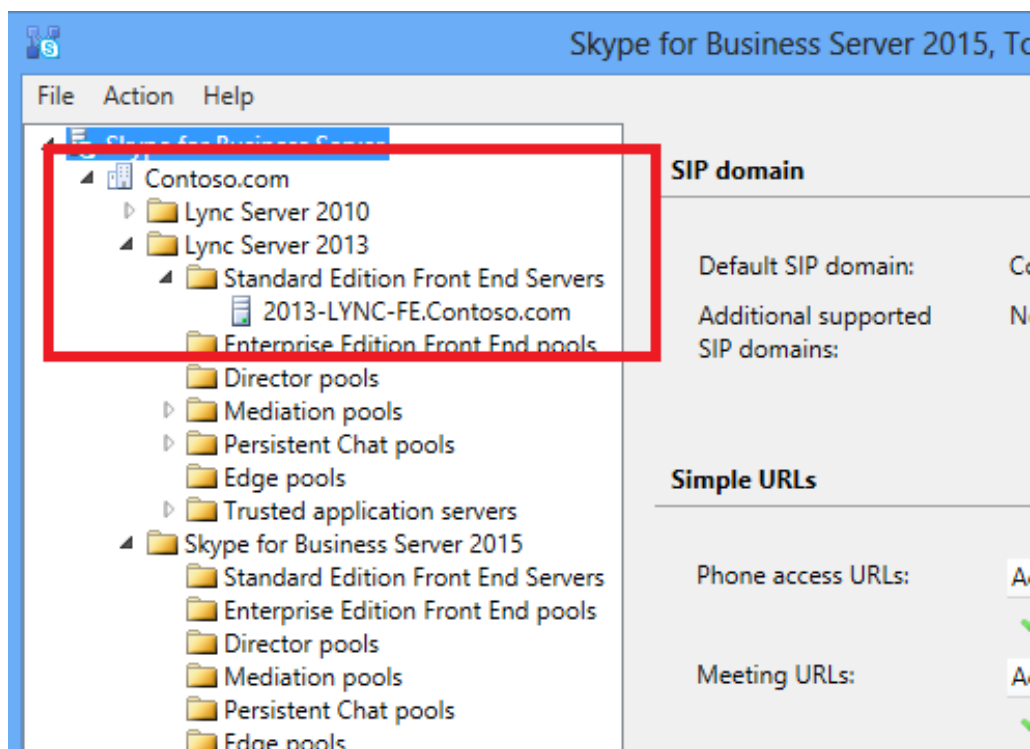 Skype for Business Server 2015, To
File Action Help
Skype for Business Server
Contoso.com
Lync Server 2010
Lync Server 2013
Standard Edition Front End Servers
2013-LYNC-FE.Contoso.com
Enterprise Edition Front End pools
Director pools
Mediation pools
Persistent Chat pools
Edge pools
Trusted application servers
Skype for Business Server 2015
Standard Edition Front End Servers
Enterprise Edition Front End pools
Director pools
Mediation pools
Persistent Chat pools
Edge pools
SIP domain
Default SIP domain:
Additional supported
SIP domains:
Simple URLs
Phone access URLs:
Meeting URLs: